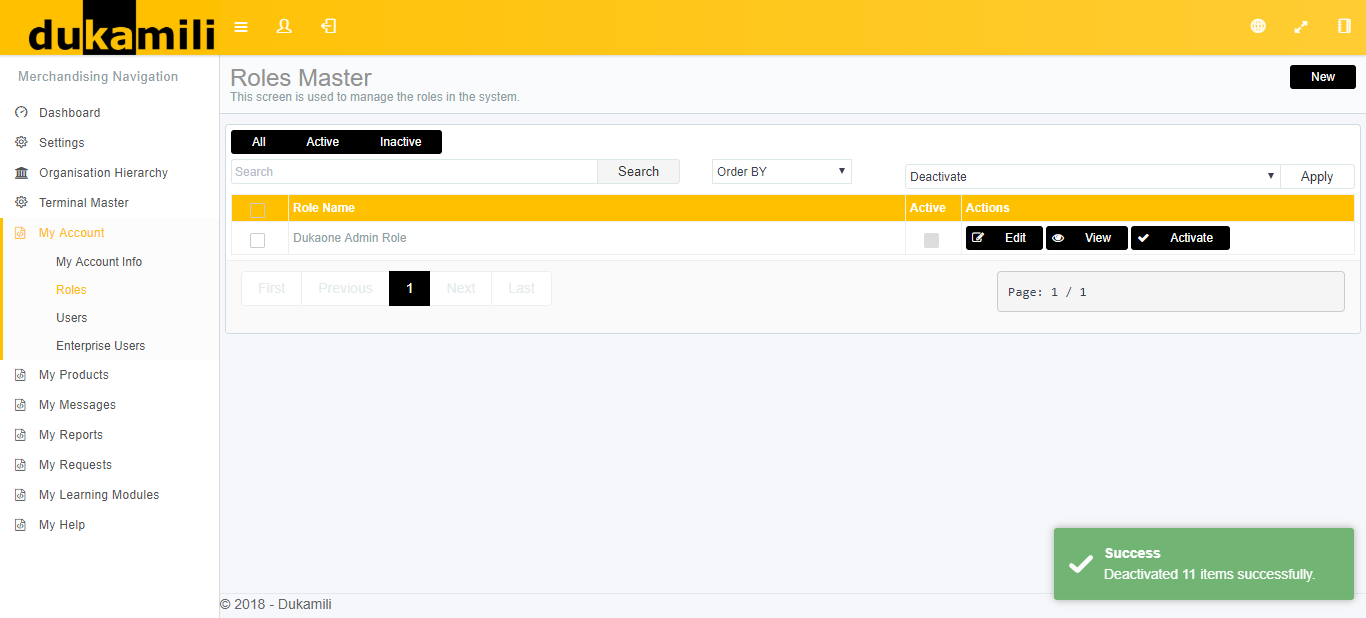 dukamili
Merchandising Navigation
Dashboard
Settings
Organisation Hierarchy
Terminal Master
My Account
My Account Info
Roles
Users
Enterprise Users
My Products
My Messages
My Reports
My Requests
My Learning Modules
My Help
Roles Master
This screen is used to manage the roles in the system.
New
All Active Inactive
Search Search Order BY Deactivate Apply
Role Name Active Actions
Dukaone Admin Role Edit View Activate
First Previous 1 Next Last
Page: 1 / 1
Success
Deactivated 11 items successfully.
© 2018 - Dukamili